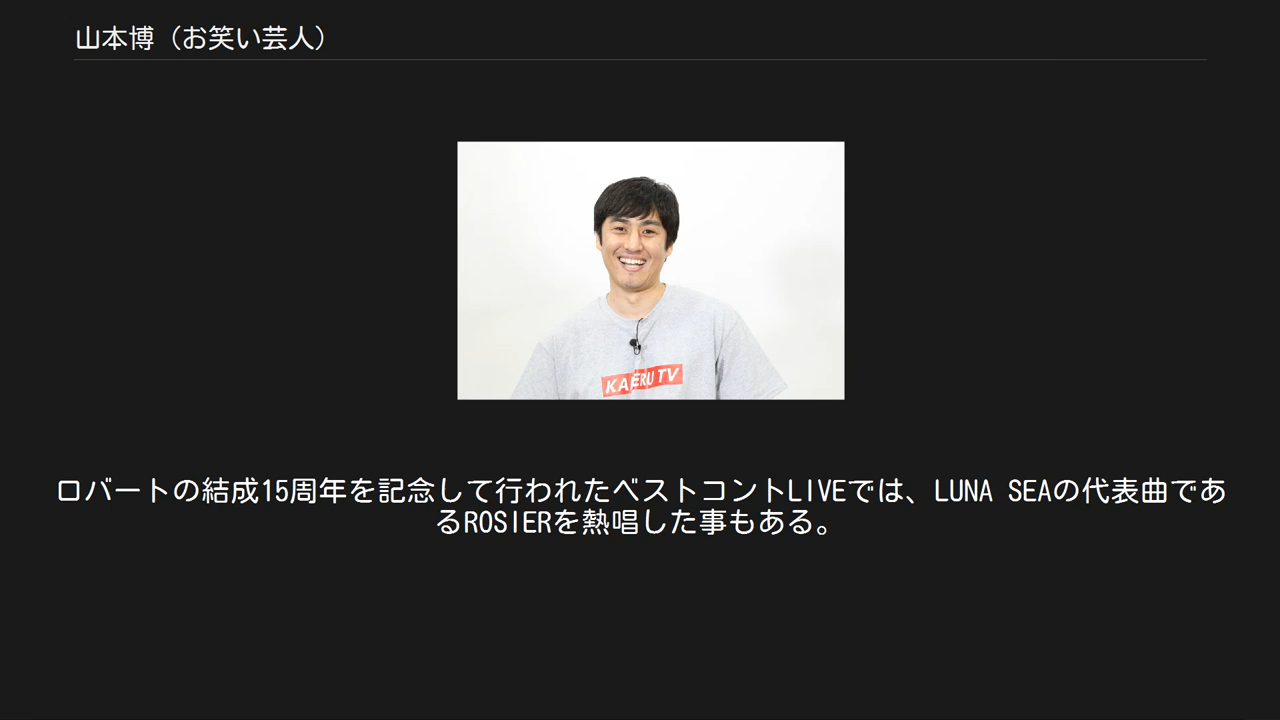 山本博（お笑い芸人）
KAERU TV
ロバートの結成15周年を記念して行われたベストコントLIVEでは、LUNA SEAの代表曲であ
るROSIERを熱唱した事もある。